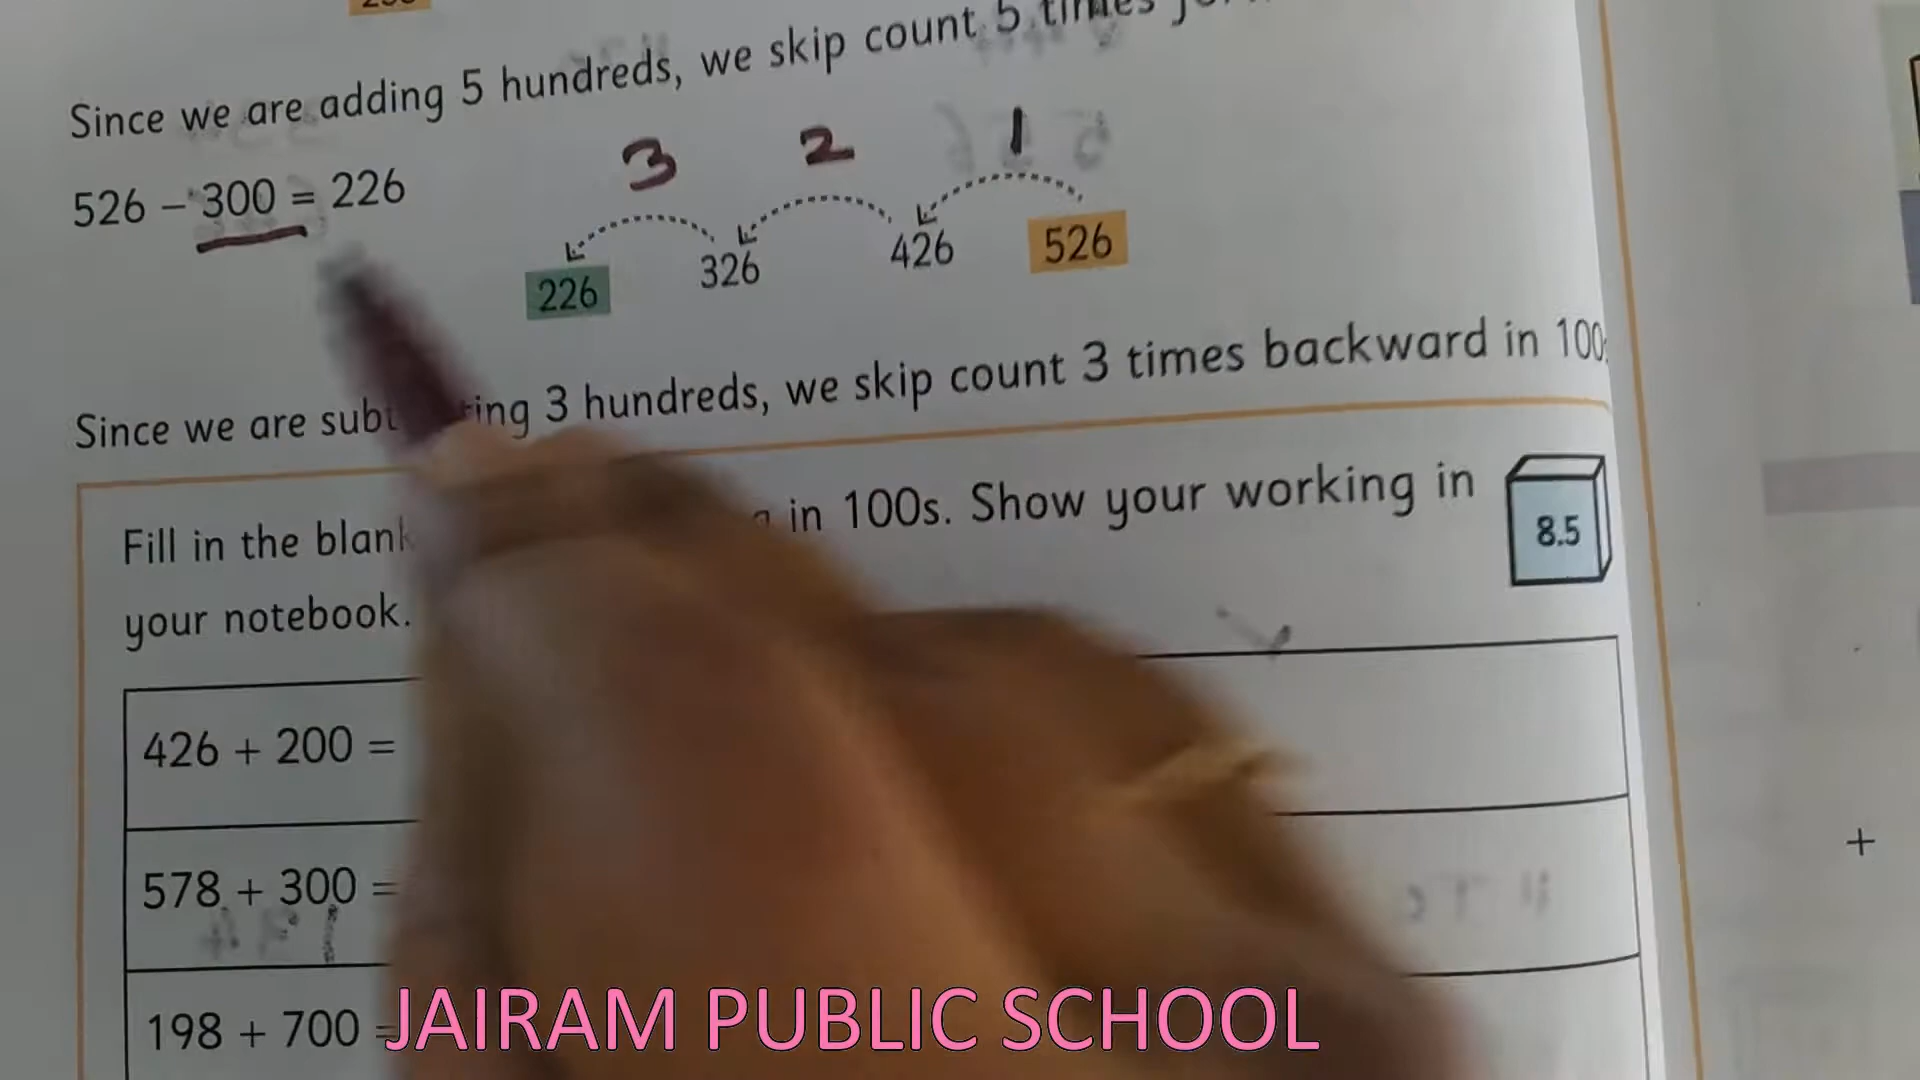 Since we are adding 5 hundreds, we skip count 5 times
3 2 1
526 – 300 = 226
226 326 426 526
Since we are subt ting 3 hundreds, we skip count 3 times backward in 100
Fill in the blank in 100s. Show your working in
8.5
your notebook.
426 + 200 =
578 + 300 =
+
198 + 700 =
JAIRAM PUBLIC SCHOOL